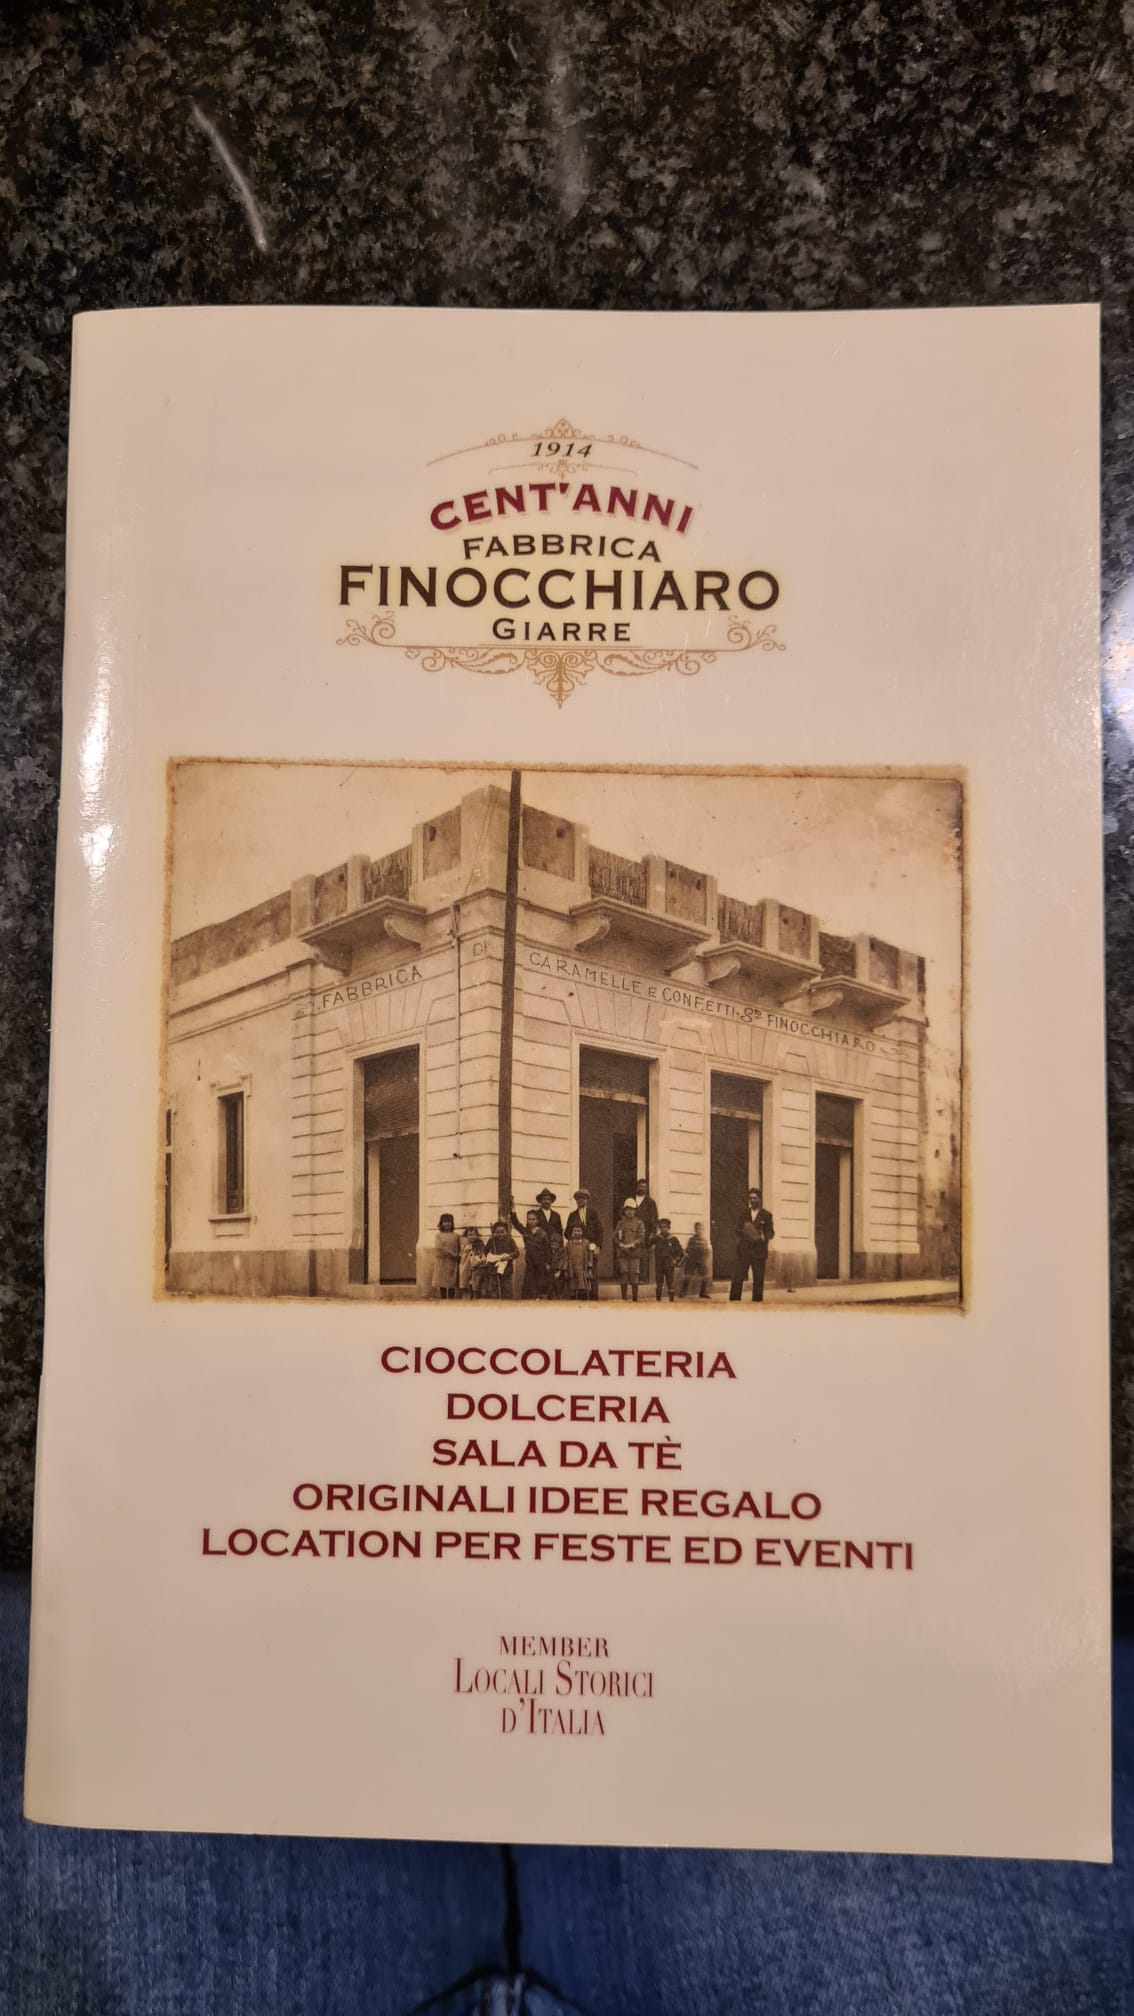 1914
CENT'ANNI
FABBRICA
FINOCCHIARO
GIARRE
FABBRICA DI CARAMELLE E CONFETTI · Gre FINOCCHIARO
CIOCCOLATERIA
DOLCERIA
SALA DA TÈ
ORIGINALI IDEE REGALO
LOCATION PER FESTE ED EVENTI
MEMBER
LOCALI STORICI
D'ITALIA